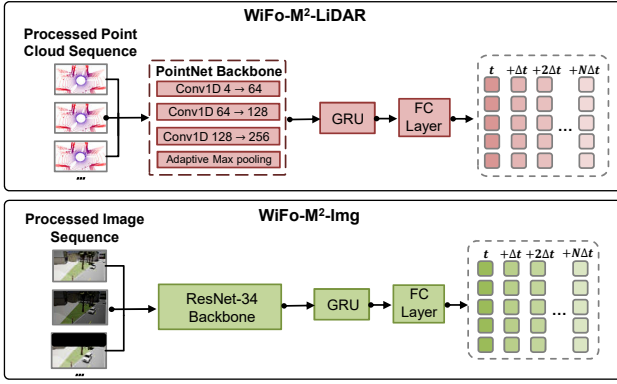 WiFo-M²-LiDAR
Processed Point
Cloud Sequence
...
PointNet Backbone
Conv1D 4 → 64
Conv1D 64 → 128
Conv1D 128 → 256
Adaptive Max pooling
GRU
FC
Layer
t +Δt +2Δt +NΔt
...
WiFo-M²-Img
Processed Image
Sequence
...
ResNet-34
Backbone
GRU
FC
Layer
t +Δt +2Δt +NΔt
...